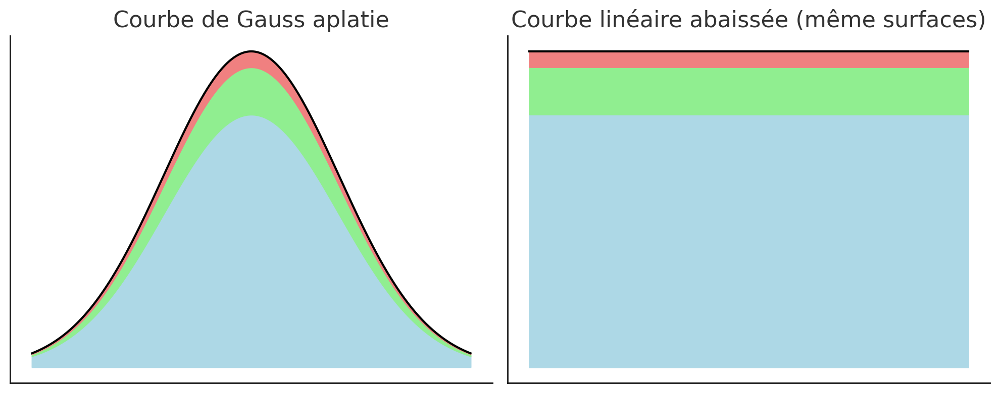 Courbe de Gauss aplatie
Courbe linéaire abaissée (même surfaces)